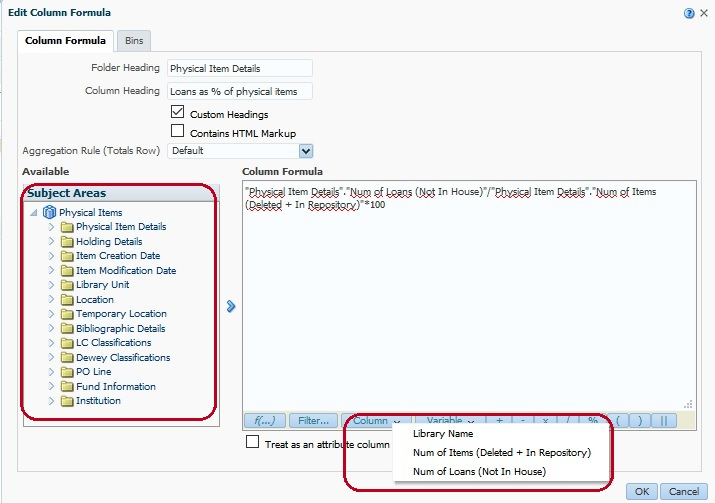 Edit Column Formula
Column Formula
Bins
Folder Heading
Physical Item Details
Column Heading
Loans as % of physical items
Custom Headings
Contains HTML Markup
Aggregation Rule (Totals Row)
Default
Available
Column Formula
Subject Areas
Physical Items
Physical Item Details
Holding Details
Item Creation Date
Item Modification Date
Library Unit
Location
Temporary Location
Bibliographic Details
LC Classifications
Dewey Classifications
PO Line
Fund Information
Institution
"Physical Item Details"."Num of Loans (Not In House)"/"Physical Item Details"."Num of Items
(Deleted + In Repository)"*100
f(...)
Filter...
Column
Variable
+ - x / % ( ) ||
Treat as an attribute column
Library Name
Num of Items (Deleted + In Repository)
Num of Loans (Not In House)
OK
Cancel